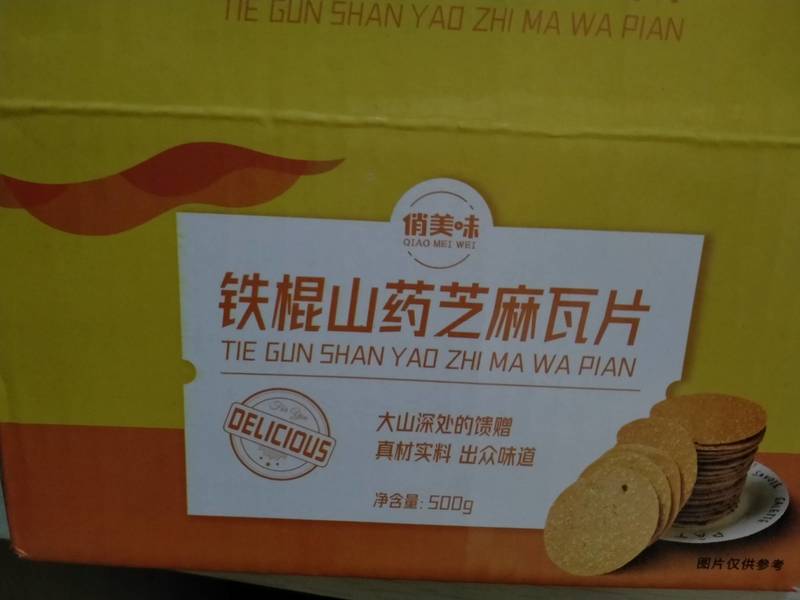 TIE GUN SHAN YAO ZHI MA WA PIAN
俏美味
QIAO MEI WEI
铁棍山药芝麻瓦片
TIE GUN SHAN YAO ZHI MA WA PIAN
For You
DELICIOUS
大山深处的馈赠
真材实料 出众味道
净含量: 500g
图片仅供参考